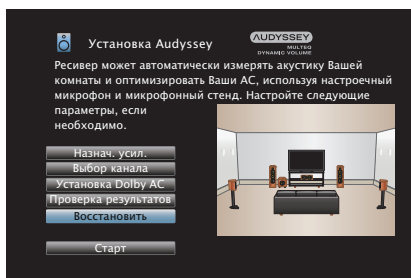 Установка Audyssey
AUDYSSEY
MULTEQ
DYNAMIC VOLUME
Ресивер может автоматически измерять акустику Вашей
комнаты и оптимизировать Ваши АС, используя настроечный
микрофон и микрофонный стенд. Настройте следующие
параметры, если
необходимо.
Назнач. усил.
Выбор канала
Установка Dolby АС
Проверка результатов
Восстановить
Старт